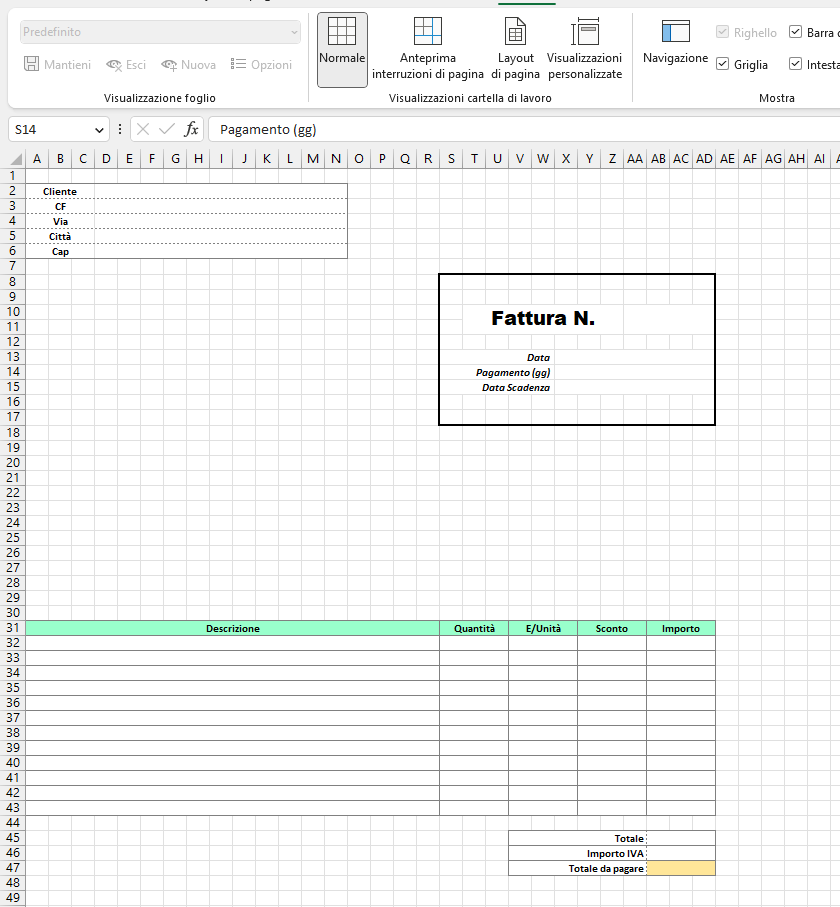 Predefinito
Mantieni Esci Nuova Opzioni
Visualizzazione foglio
Normale
Anteprima interruzioni di pagina
Layout di pagina
Visualizzazioni personalizzate
Visualizzazioni cartella di lavoro
Navigazione
Righello Barra
Griglia
Mostra
S14 fx Pagamento (gg)
A B C D E F G H I J K L M N O P Q R S T U V W X Y Z AA AB AC AD AE AF AG AH AI
1
2 Cliente
3 CF
4 Via
5 Città
6 Cap
7
8
9
10 Fattura N.
11
12
13 Data
14 Pagamento (gg)
15 Data Scadenza
16
17
18
19
20
21
22
23
24
25
26
27
28
29
30
31 Descrizione Quantità E/Unità Sconto Importo
32
33
34
35
36
37
38
39
40
41
42
43
44
45 Totale
46 Importo IVA
47 Totale da pagare
48
49